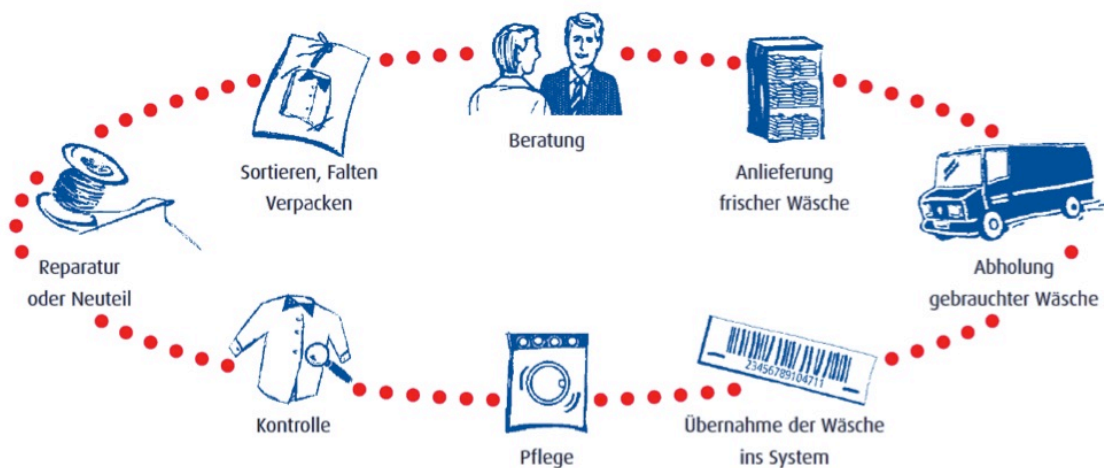 Beratung
Anlieferung
frischer Wäsche
Abholung
gebrauchter Wäsche
23456789104711
Übernahme der Wäsche
ins System
Pflege
Kontrolle
Reparatur
oder Neuteil
Sortieren, Falten
Verpacken